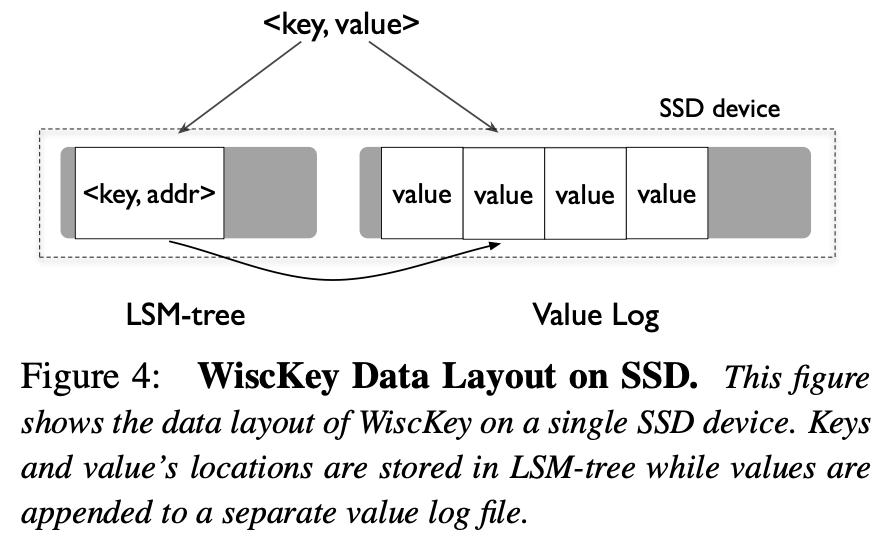 <key, value>
SSD device
<key, addr>
value
value
value
value
LSM-tree
Value Log
Figure 4: WiscKey Data Layout on SSD. This figure
shows the data layout of WiscKey on a single SSD device. Keys
and value's locations are stored in LSM-tree while values are
appended to a separate value log file.